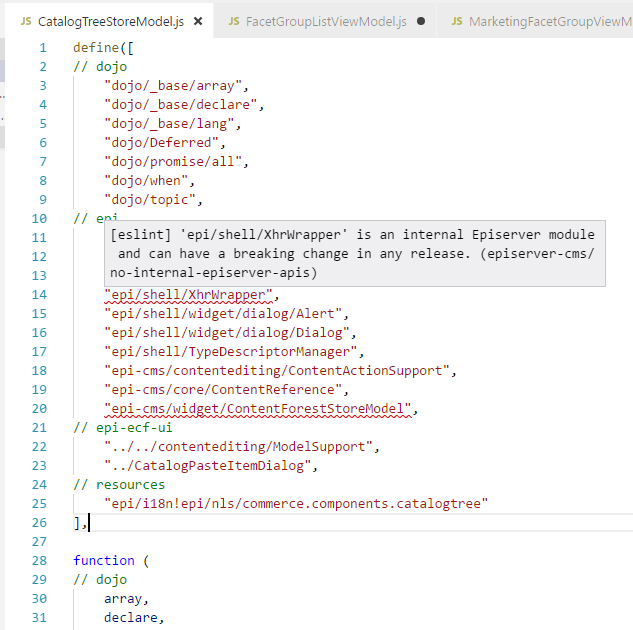 JS CatalogTreeStoreModel.js × JS FacetGroupListViewModel.js ● JS MarketingFacetGroupViewM
1 define([
2 // dojo
3 "dojo/_base/array",
4 "dojo/_base/declare",
5 "dojo/_base/lang",
6 "dojo/Deferred",
7 "dojo/promise/all",
8 "dojo/when",
9 "dojo/topic",
10 // epi
11
[eslint] 'epi/shell/XhrWrapper' is an internal Episerver module
12
and can have a breaking change in any release. (episerver-cms/
13
no-internal-episerver-apis)
14 "epi/shell/XhrWrapper",
15 "epi/shell/widget/dialog/Alert",
16 "epi/shell/widget/dialog/Dialog",
17 "epi/shell/TypeDescriptorManager",
18 "epi-cms/contentediting/ContentActionSupport",
19 "epi-cms/core/ContentReference",
20 "epi-cms/widget/ContentForestStoreModel",
21 // epi-ecf-ui
22 "../../contentediting/ModelSupport",
23 "../CatalogPasteItemDialog",
24 // resources
25 "epi/i18n!epi/nls/commerce.components.catalogtree"
26 ],
27
28 function (
29 // dojo
30 array,
31 declare,